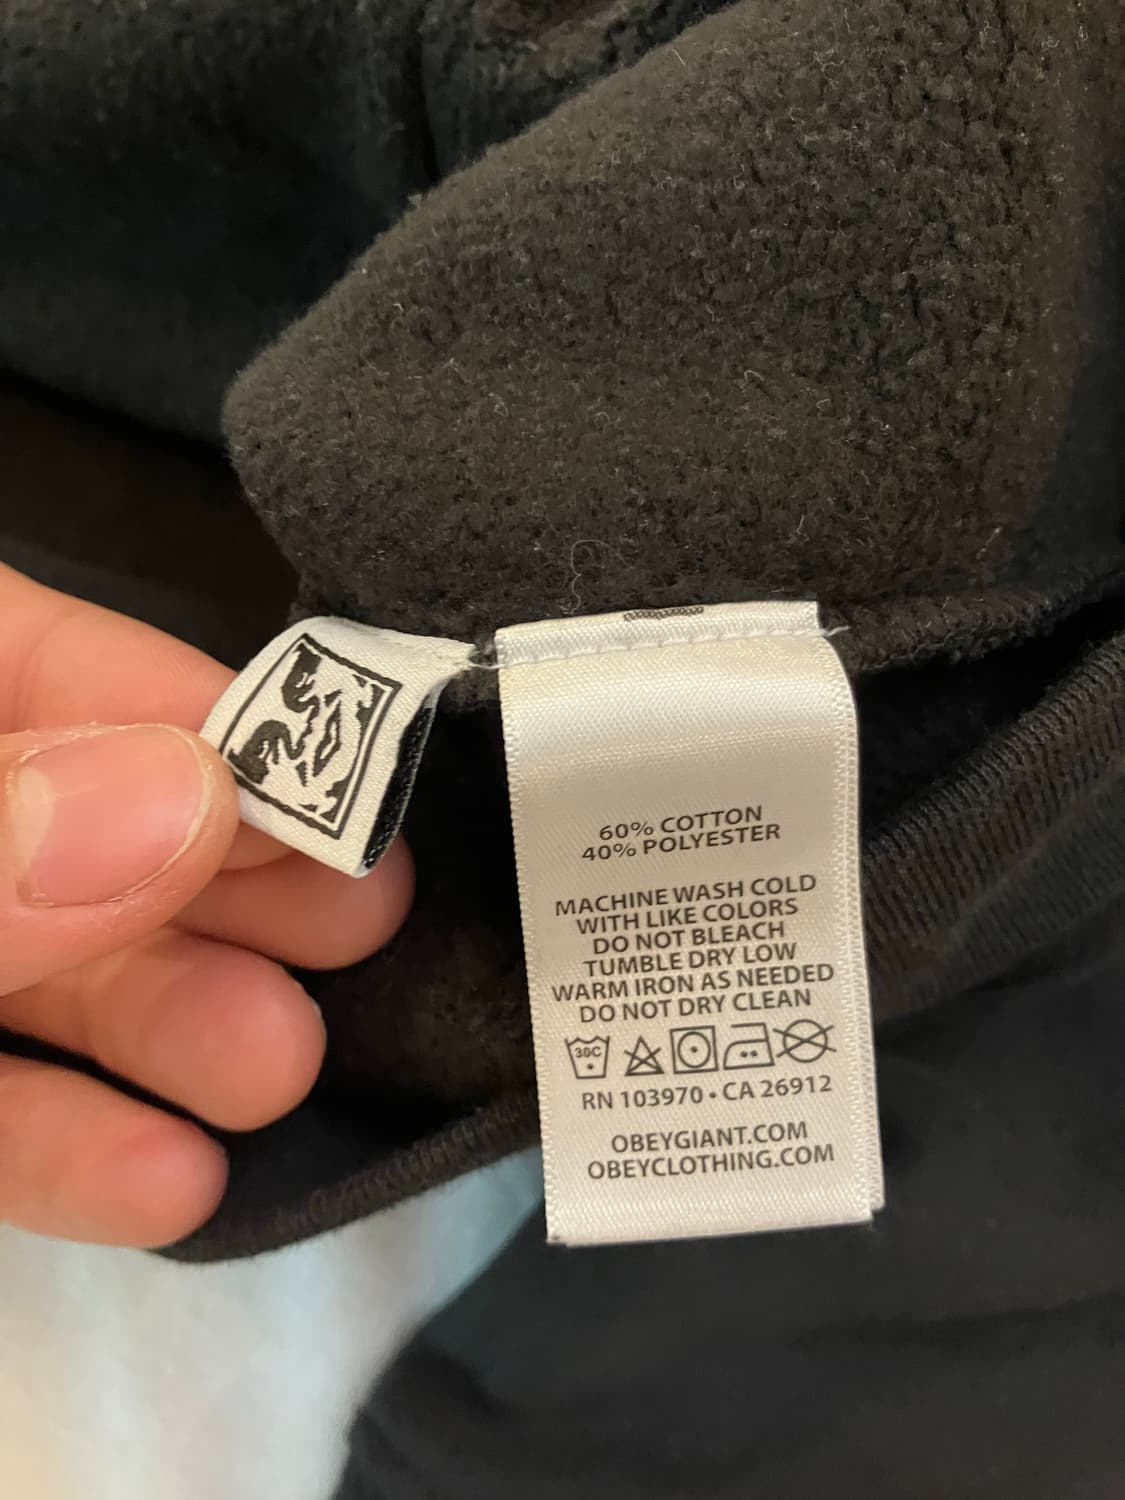 60% COTTON
40% POLYESTER
MACHINE WASH COLD
WITH LIKE COLORS
DO NOT BLEACH
TUMBLE DRY LOW
WARM IRON AS NEEDED
DO NOT DRY CLEAN
30C
RN 103970 • CA 26912
OBEYGIANT.COM
OBEYCLOTHING.COM